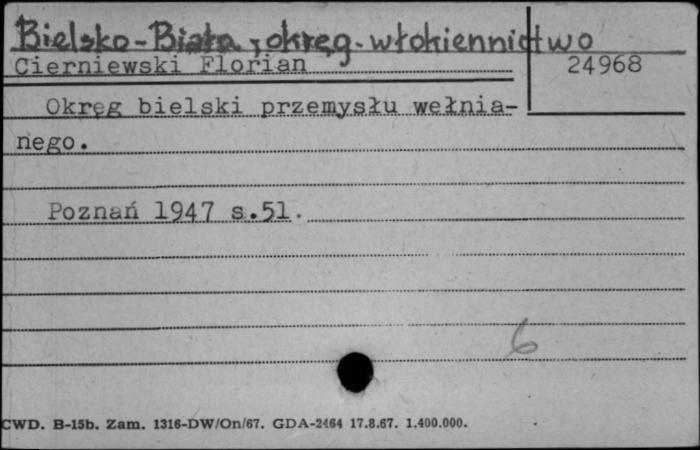 Bielsko-Biała, okręg - włókiennictwo
Cierniewski Florian
24968
Okręg bielski przemysłu wełnia-
nego.
Poznań 1947 s.51.
6
CWD. B-15b. Zam. 1316-DW/On/67. GDA-2464 17.8.67. 1.400.000.